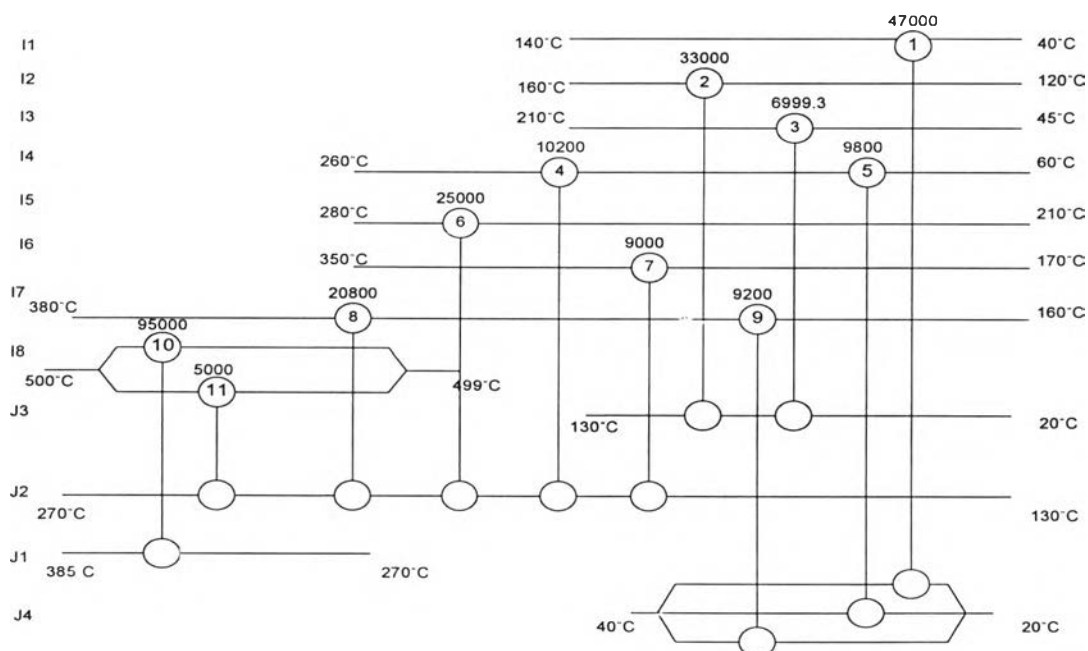 47000
I1 140°C 1 40°C
33000
I2 160°C 2 120°C
6999.3
I3 210°C 3 45°C
10200 9800
I4 260°C 4 5 60°C
25000
I5 280°C 6 210°C
9000
I6 350°C 7 170°C
20800 9200
I7 380°C 8 9 160°C
95000
10
I8 5000
500°C 11 499°C
J3 130°C 20°C
J2 270°C 130°C
J1 385 C 270°C
J4 40°C 20°C